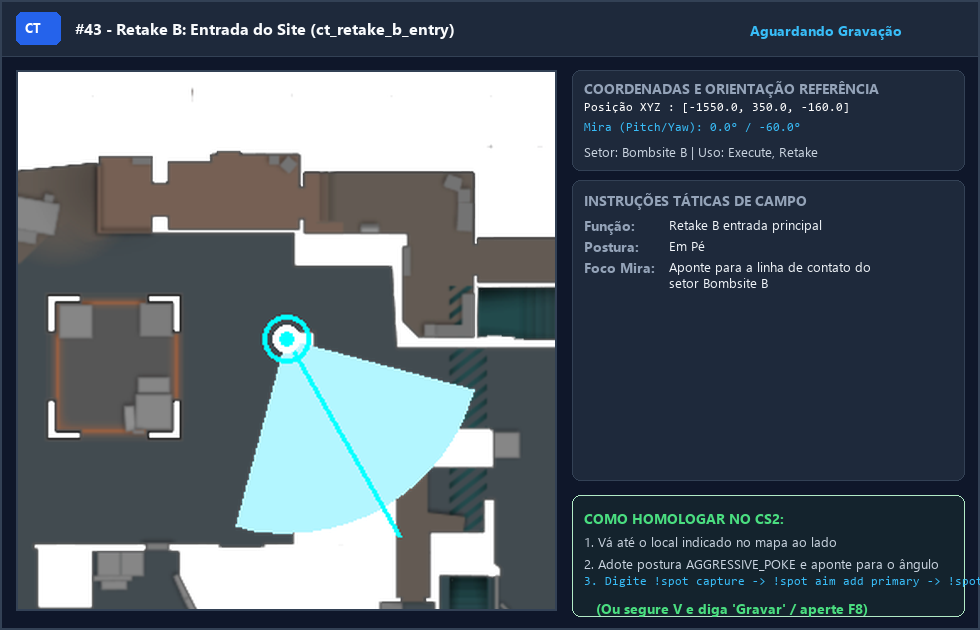 CT
#43 - Retake B: Entrada do Site (ct_retake_b_entry)
Aguardando Gravação
COORDENADAS E ORIENTAÇÃO REFERÊNCIA
Posição XYZ : [-1550.0, 350.0, -160.0]
Mira (Pitch/Yaw): 0.0° / -60.0°
Setor: Bombsite B | Uso: Execute, Retake
INSTRUÇÕES TÁTICAS DE CAMPO
Função: Retake B entrada principal
Postura: Em Pé
Foco Mira: Aponte para a linha de contato do
setor Bombsite B
COMO HOMOLOGAR NO CS2:
1. Vá até o local indicado no mapa ao lado
2. Adote postura AGGRESSIVE_POKE e aponte para o ângulo
3. Digite !spot capture -> !spot aim add primary -> !spot
(Ou segure V e diga 'Gravar' / aperte F8)